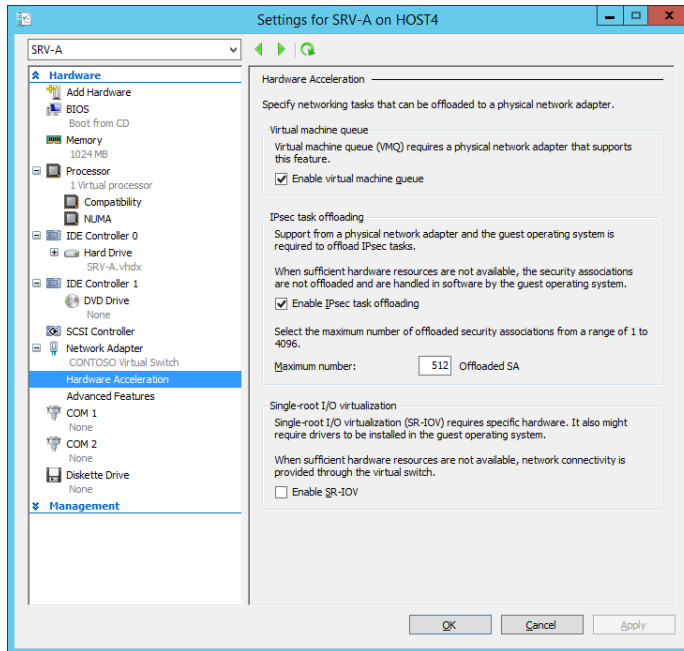 Settings for SRV-A on HOST4
SRV-A
Hardware
Add Hardware
BIOS
Boot from CD
Memory
1024 MB
Processor
1 Virtual processor
Compatibility
NUMA
IDE Controller 0
Hard Drive
SRV-A.vhdx
IDE Controller 1
DVD Drive
None
SCSI Controller
Network Adapter
CONTOSO Virtual Switch
Hardware Acceleration
Advanced Features
COM 1
None
COM 2
None
Diskette Drive
None
Management
Hardware Acceleration
Specify networking tasks that can be offloaded to a physical network adapter.
Virtual machine queue
Virtual machine queue (VMQ) requires a physical network adapter that supports
this feature.
Enable virtual machine queue
IPsec task offloading
Support from a physical network adapter and the guest operating system is
required to offload IPsec tasks.
When sufficient hardware resources are not available, the security associations
are not offloaded and are handled in software by the guest operating system.
Enable IPsec task offloading
Select the maximum number of offloaded security associations from a range of 1 to
4096.
Maximum number: 512 Offloaded SA
Single-root I/O virtualization
Single-root I/O virtualization (SR-IOV) requires specific hardware. It also might
require drivers to be installed in the guest operating system.
When sufficient hardware resources are not available, network connectivity is
provided through the virtual switch.
Enable SR-IOV
OK Cancel Apply